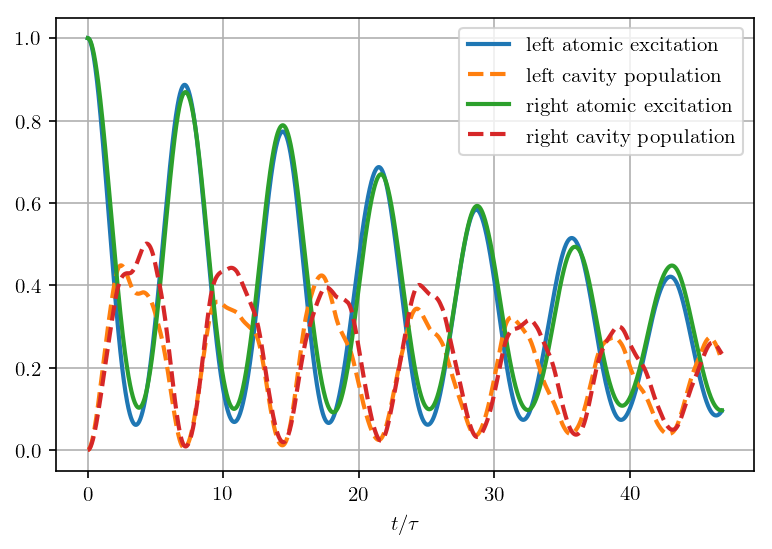 1.0
0.8
0.6
0.4
0.2
0.0
left atomic excitation
left cavity population
right atomic excitation
right cavity population
0 10 20 30 40
t/τ